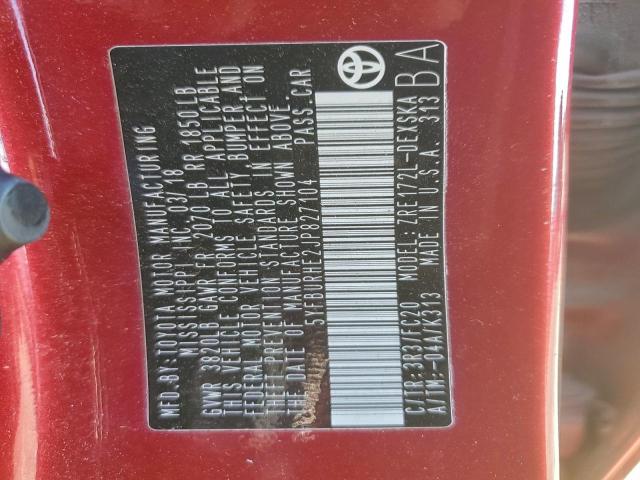 MFD. BY: TOYOTA MOTOR MANUFACTURING
MISSISSIPPI, INC. 03/18
GVWR 3820LB GAWR FR 2070 LB RR 1850LB
THIS VEHICLE CONFORMS TO ALL APPLICABLE
FEDERAL MOTOR VEHICLE SAFETY, BUMPER AND
THEFT PREVENTION STANDARDS IN EFFECT ON
THE DATE OF MANUFACTURE SHOWN ABOVE.
5YFBURHE2JP827104 PASS.CAR
C/TR:3R3/FC20 MODEL:ZRE172L-DEXSKA
A/TM:-04A/K313 MADE IN U.S.A. 313
BA